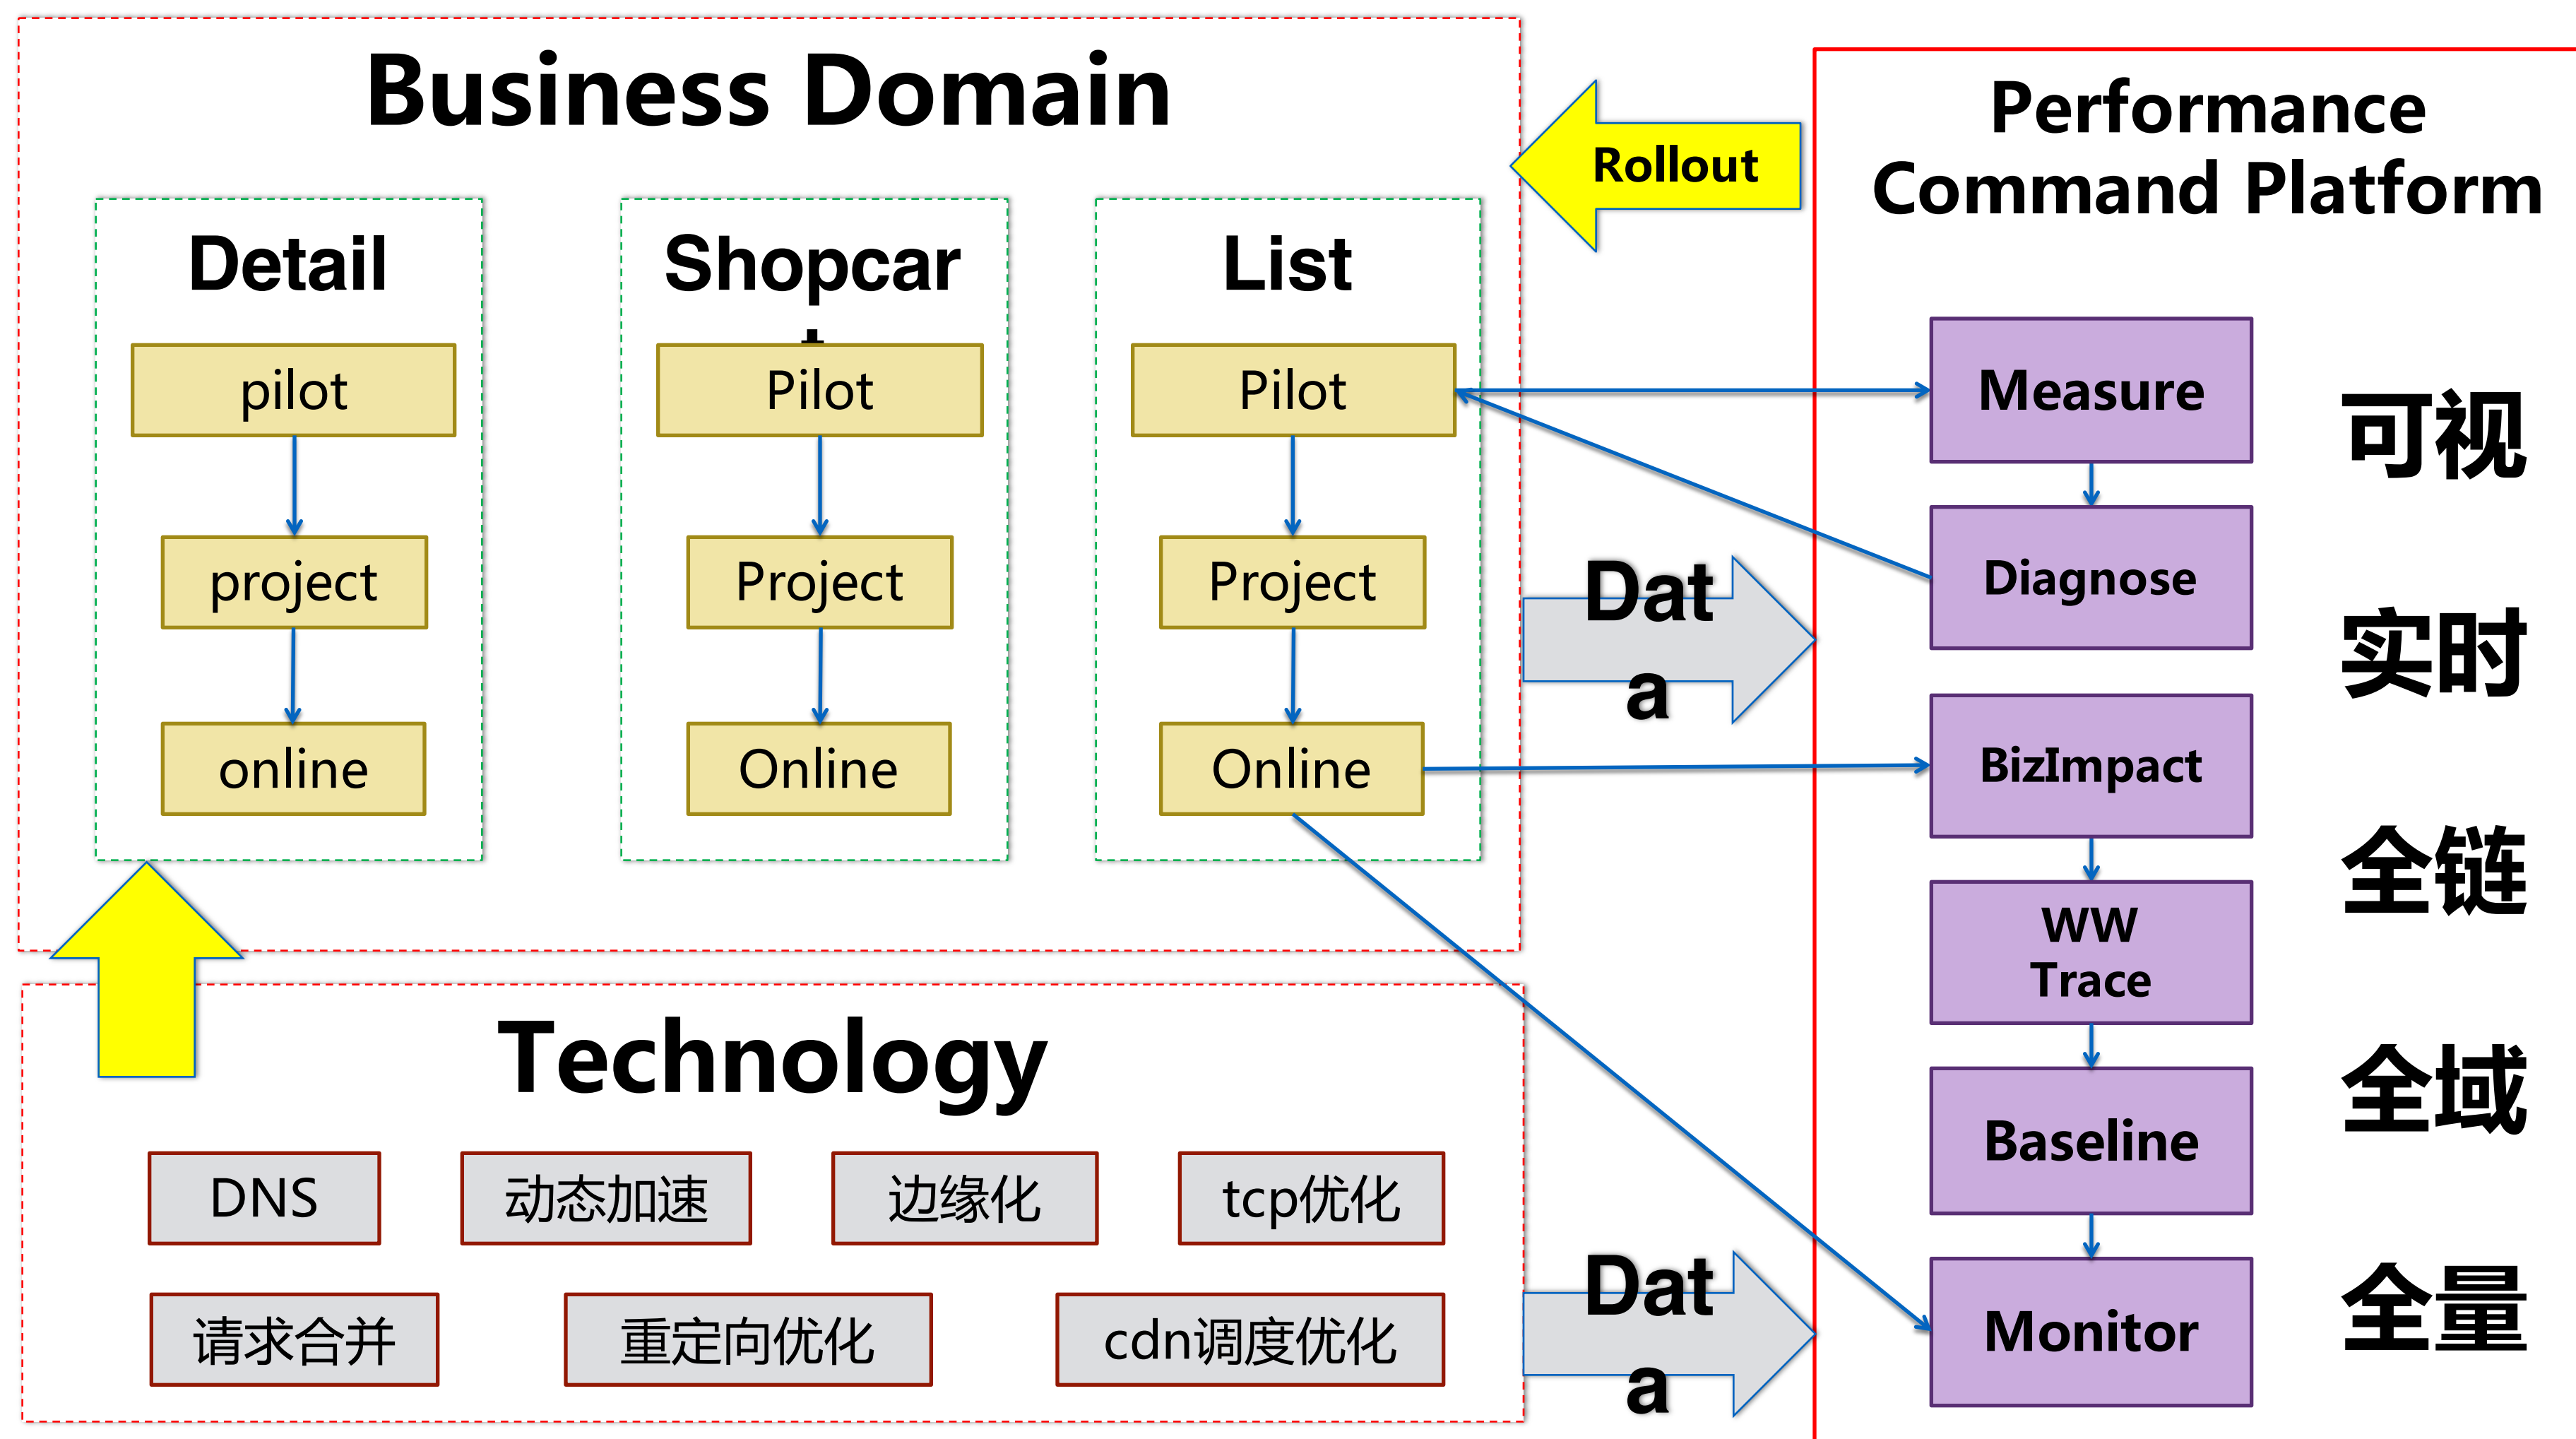 Business Domain
Detail
pilot
project
online
Shopcar
t
Pilot
Project
Online
List
Pilot
Project
Online
Rollout
Dat
a
Technology
DNS
动态加速
边缘化
tcp优化
请求合并
重定向优化
cdn调度优化
Dat
a
Performance
Command Platform
Measure
Diagnose
BizImpact
WW
Trace
Baseline
Monitor
可视
实时
全链
全域
全量